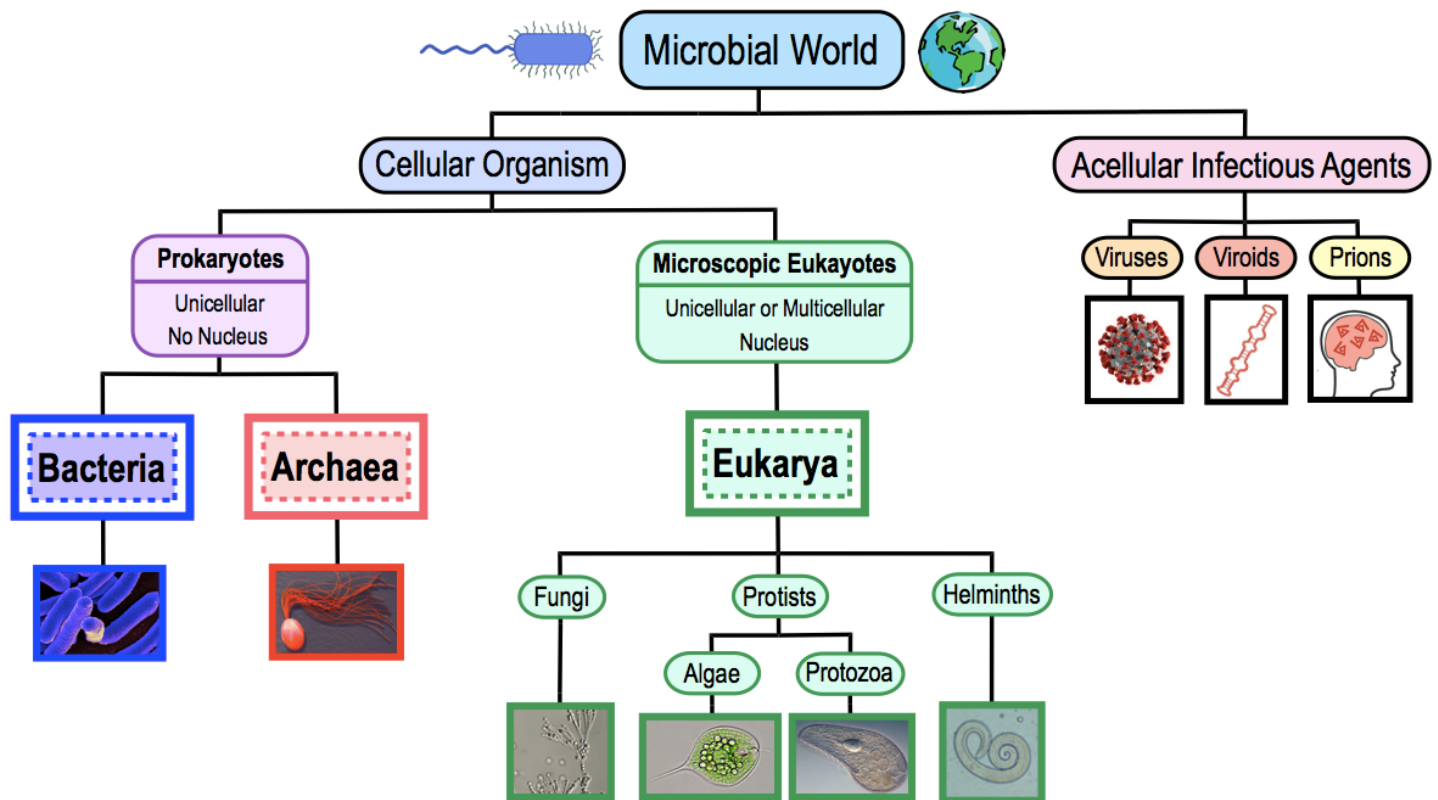 Microbial World
Cellular Organism
Acellular Infectious Agents
Prokaryotes
Unicellular
No Nucleus
Microscopic Eukayotes
Unicellular or Multicellular
Nucleus
Viruses
Viroids
Prions
Bacteria
Archaea
Eukarya
Fungi
Protists
Helminths
Algae
Protozoa